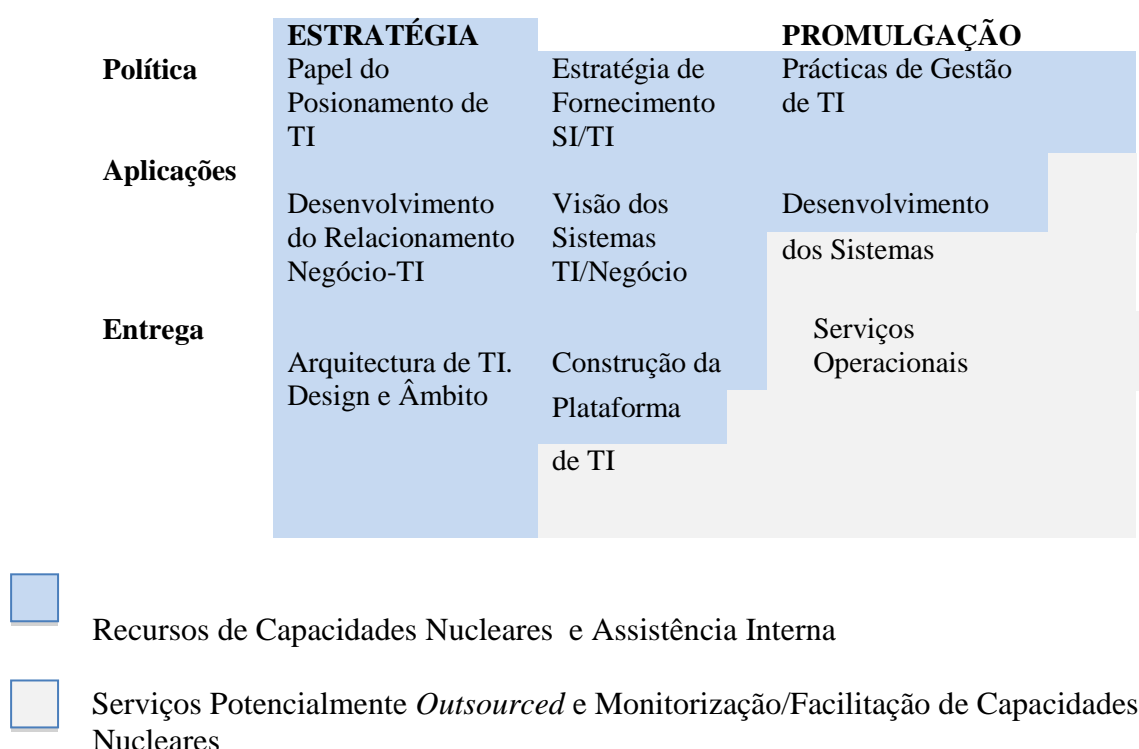 ESTRATÉGIA PROMULGAÇÃO
Política Papel do Estratégia de Prácticas de Gestão
Posionamento de Fornecimento de TI
TI SI/TI
Aplicações
Desenvolvimento Visão dos Desenvolvimento
do Relacionamento Sistemas dos Sistemas
Negócio-TI TI/Negócio
Entrega Serviços
Arquitectura de TI. Construção da Operacionais
Design e Âmbito Plataforma
de TI
Recursos de Capacidades Nucleares e Assistência Interna
Serviços Potencialmente Outsourced e Monitorização/Facilitação de Capacidades
Nucleares